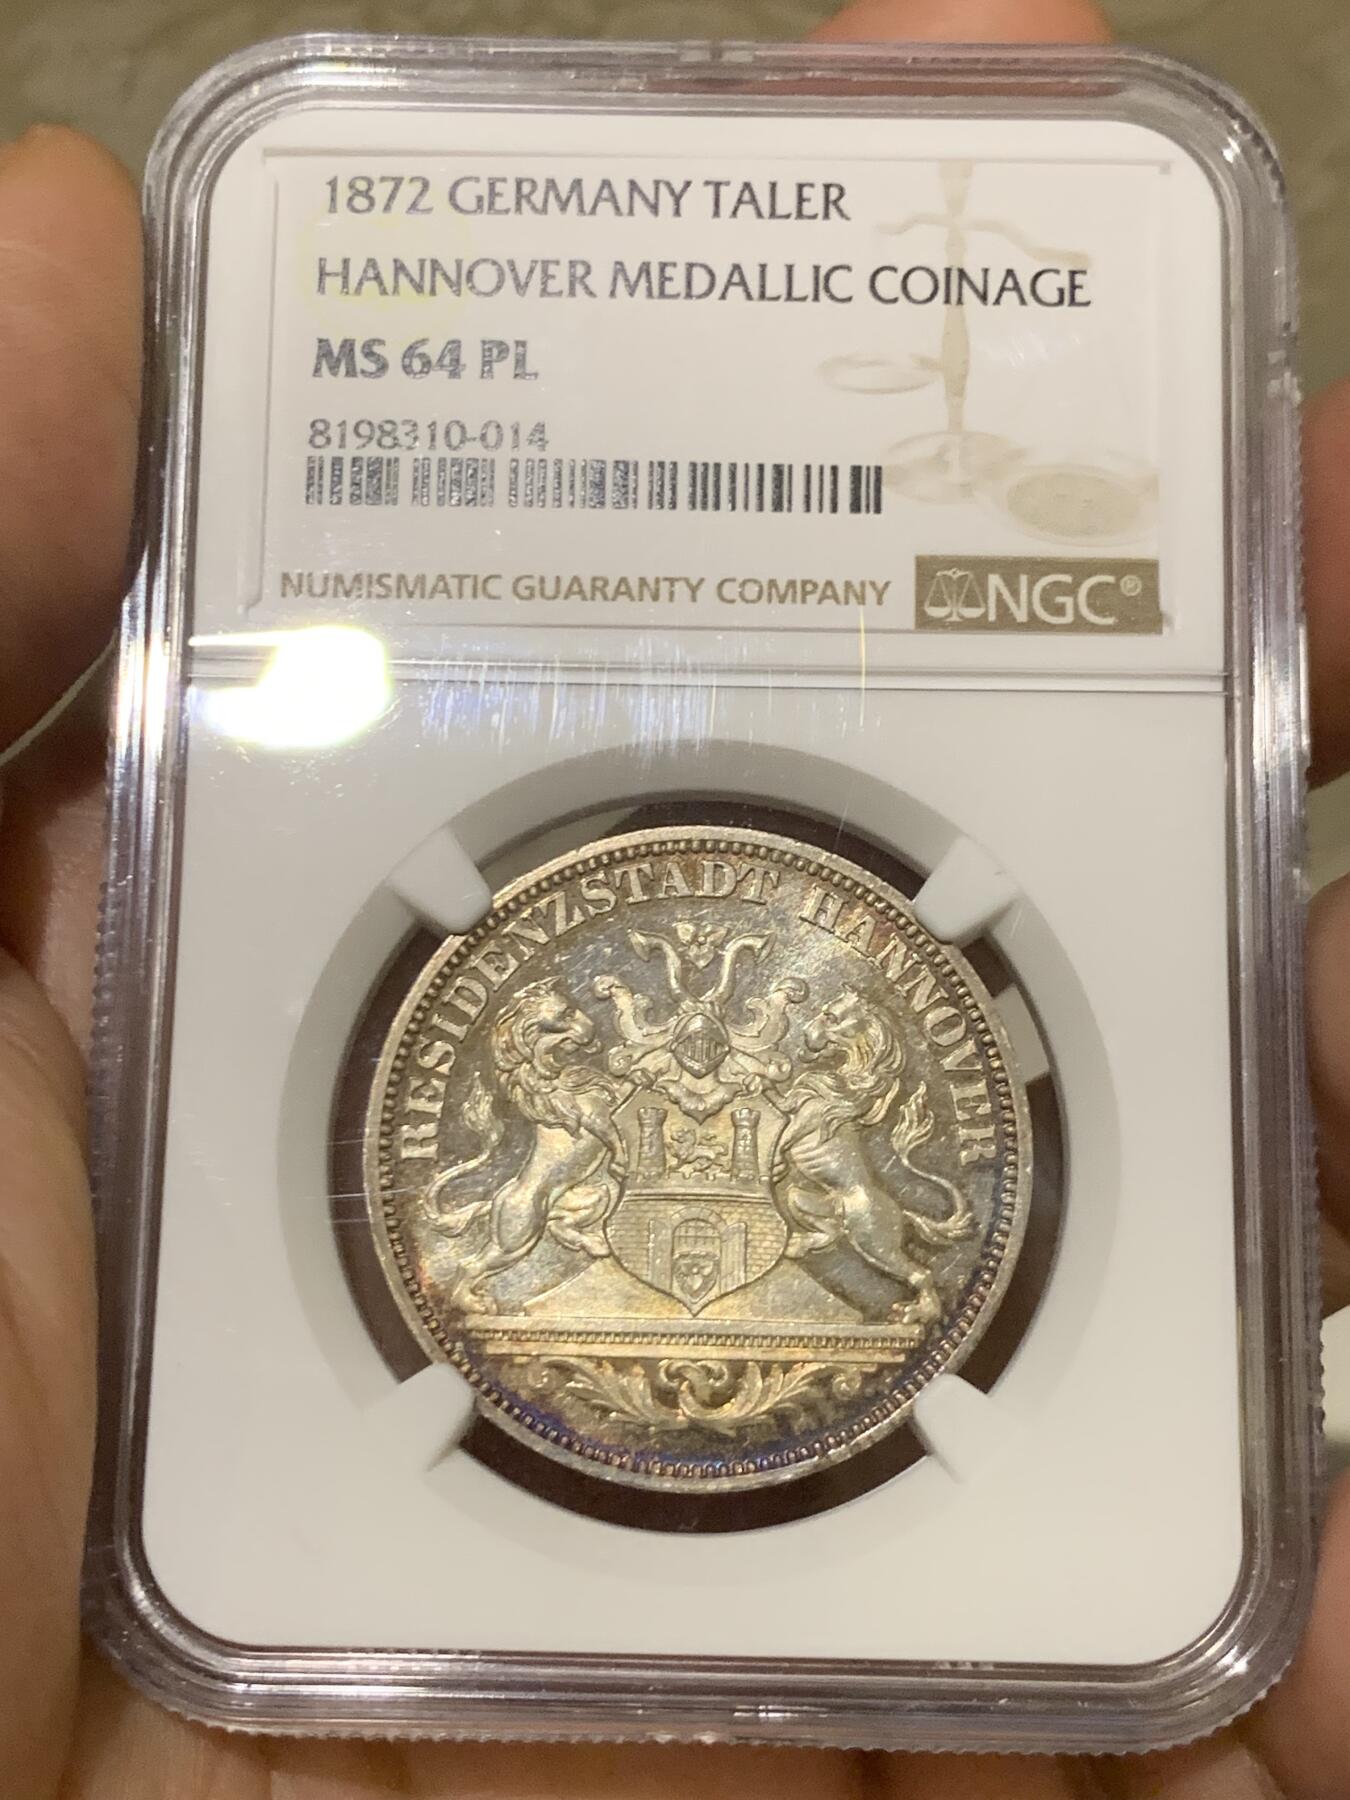 1872 GERMANY TALER
HANNOVER MEDALLIC COINAGE
MS 64 PL
8198310-014
NUMISMATIC GUARANTY COMPANY NGC®
RESIDENZSTADT HANNOVER